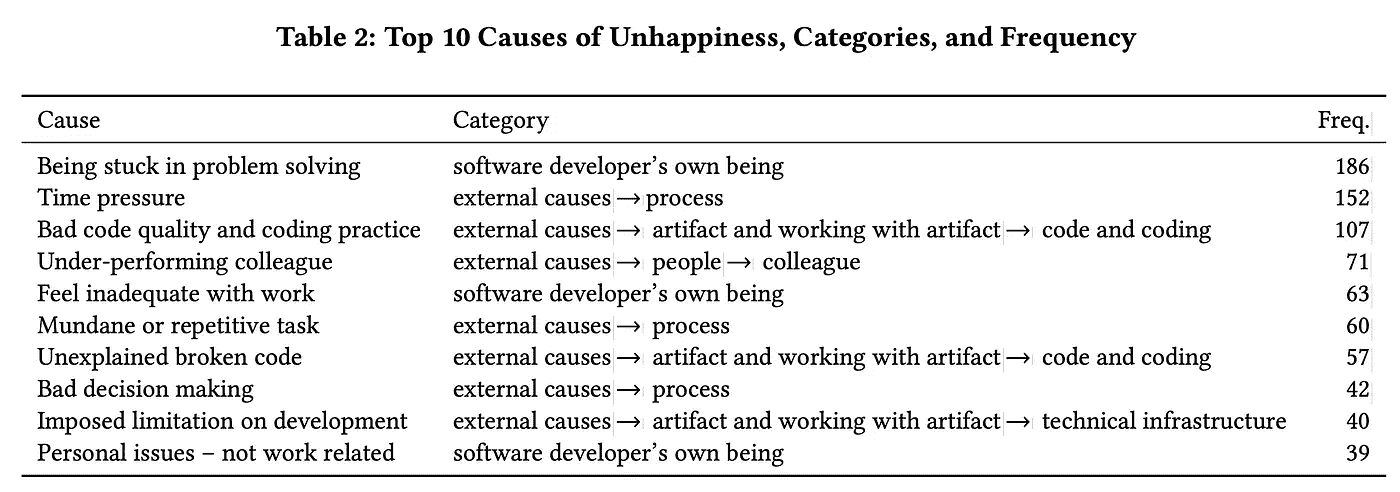 Table 2: Top 10 Causes of Unhappiness, Categories, and Frequency
Cause Category Freq.
Being stuck in problem solving software developer’s own being 186
Time pressure external causes → process 152
Bad code quality and coding practice external causes → artifact and working with artifact → code and coding 107
Under-performing colleague external causes → people → colleague 71
Feel inadequate with work software developer’s own being 63
Mundane or repetitive task external causes → process 60
Unexplained broken code external causes → artifact and working with artifact → code and coding 57
Bad decision making external causes → process 42
Imposed limitation on development external causes → artifact and working with artifact → technical infrastructure 40
Personal issues – not work related software developer’s own being 39